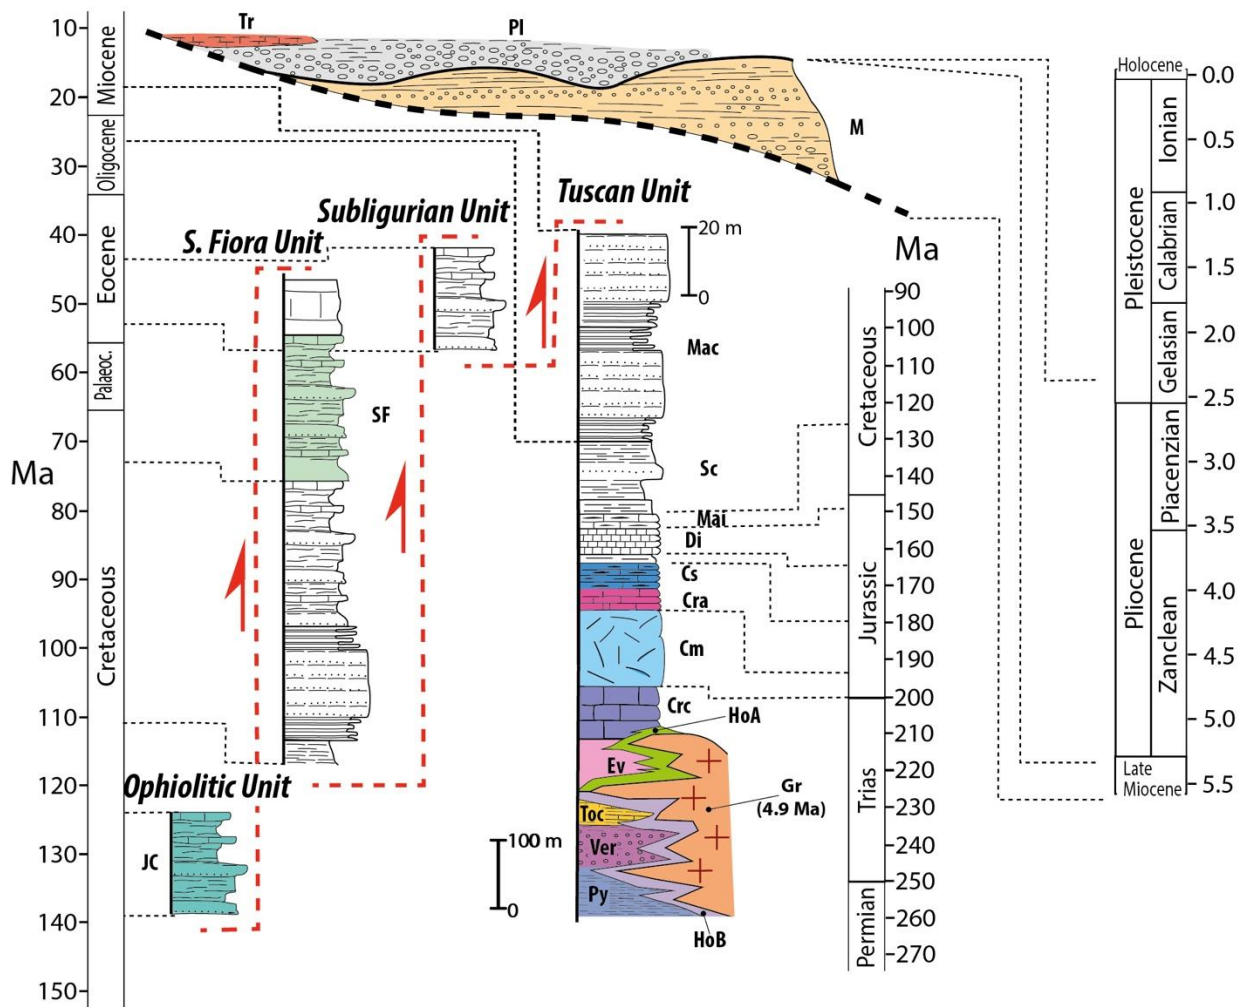 10
20
30
40
50
60
70
80
90
100
110
120
130
140
150
Ma
Miocene
Oligocene
Eocene
Palaeoc.
Cretaceous
Tr
Pl
M
S. Fiora Unit
Subligurian Unit
Tuscan Unit
Ophiolitic Unit
SF
JC
20 m
0
Mac
Sc
Mai
Di
Cs
Cra
Cm
Crc
HoA
Ev
Toc
Ver
Py
HoB
Gr
(4.9 Ma)
100 m
0
Ma
90
100
110
120
130
140
150
160
170
180
190
200
210
220
230
240
250
260
270
Cretaceous
Jurassic
Trias
Permian
Holocene
Pleistocene
Pliocene
Late
Miocene
Ionian
Calabrian
Gelasian
Piacenzian
Zanclean
0.0
0.5
1.0
1.5
2.0
2.5
3.0
3.5
4.0
4.5
5.0
5.5